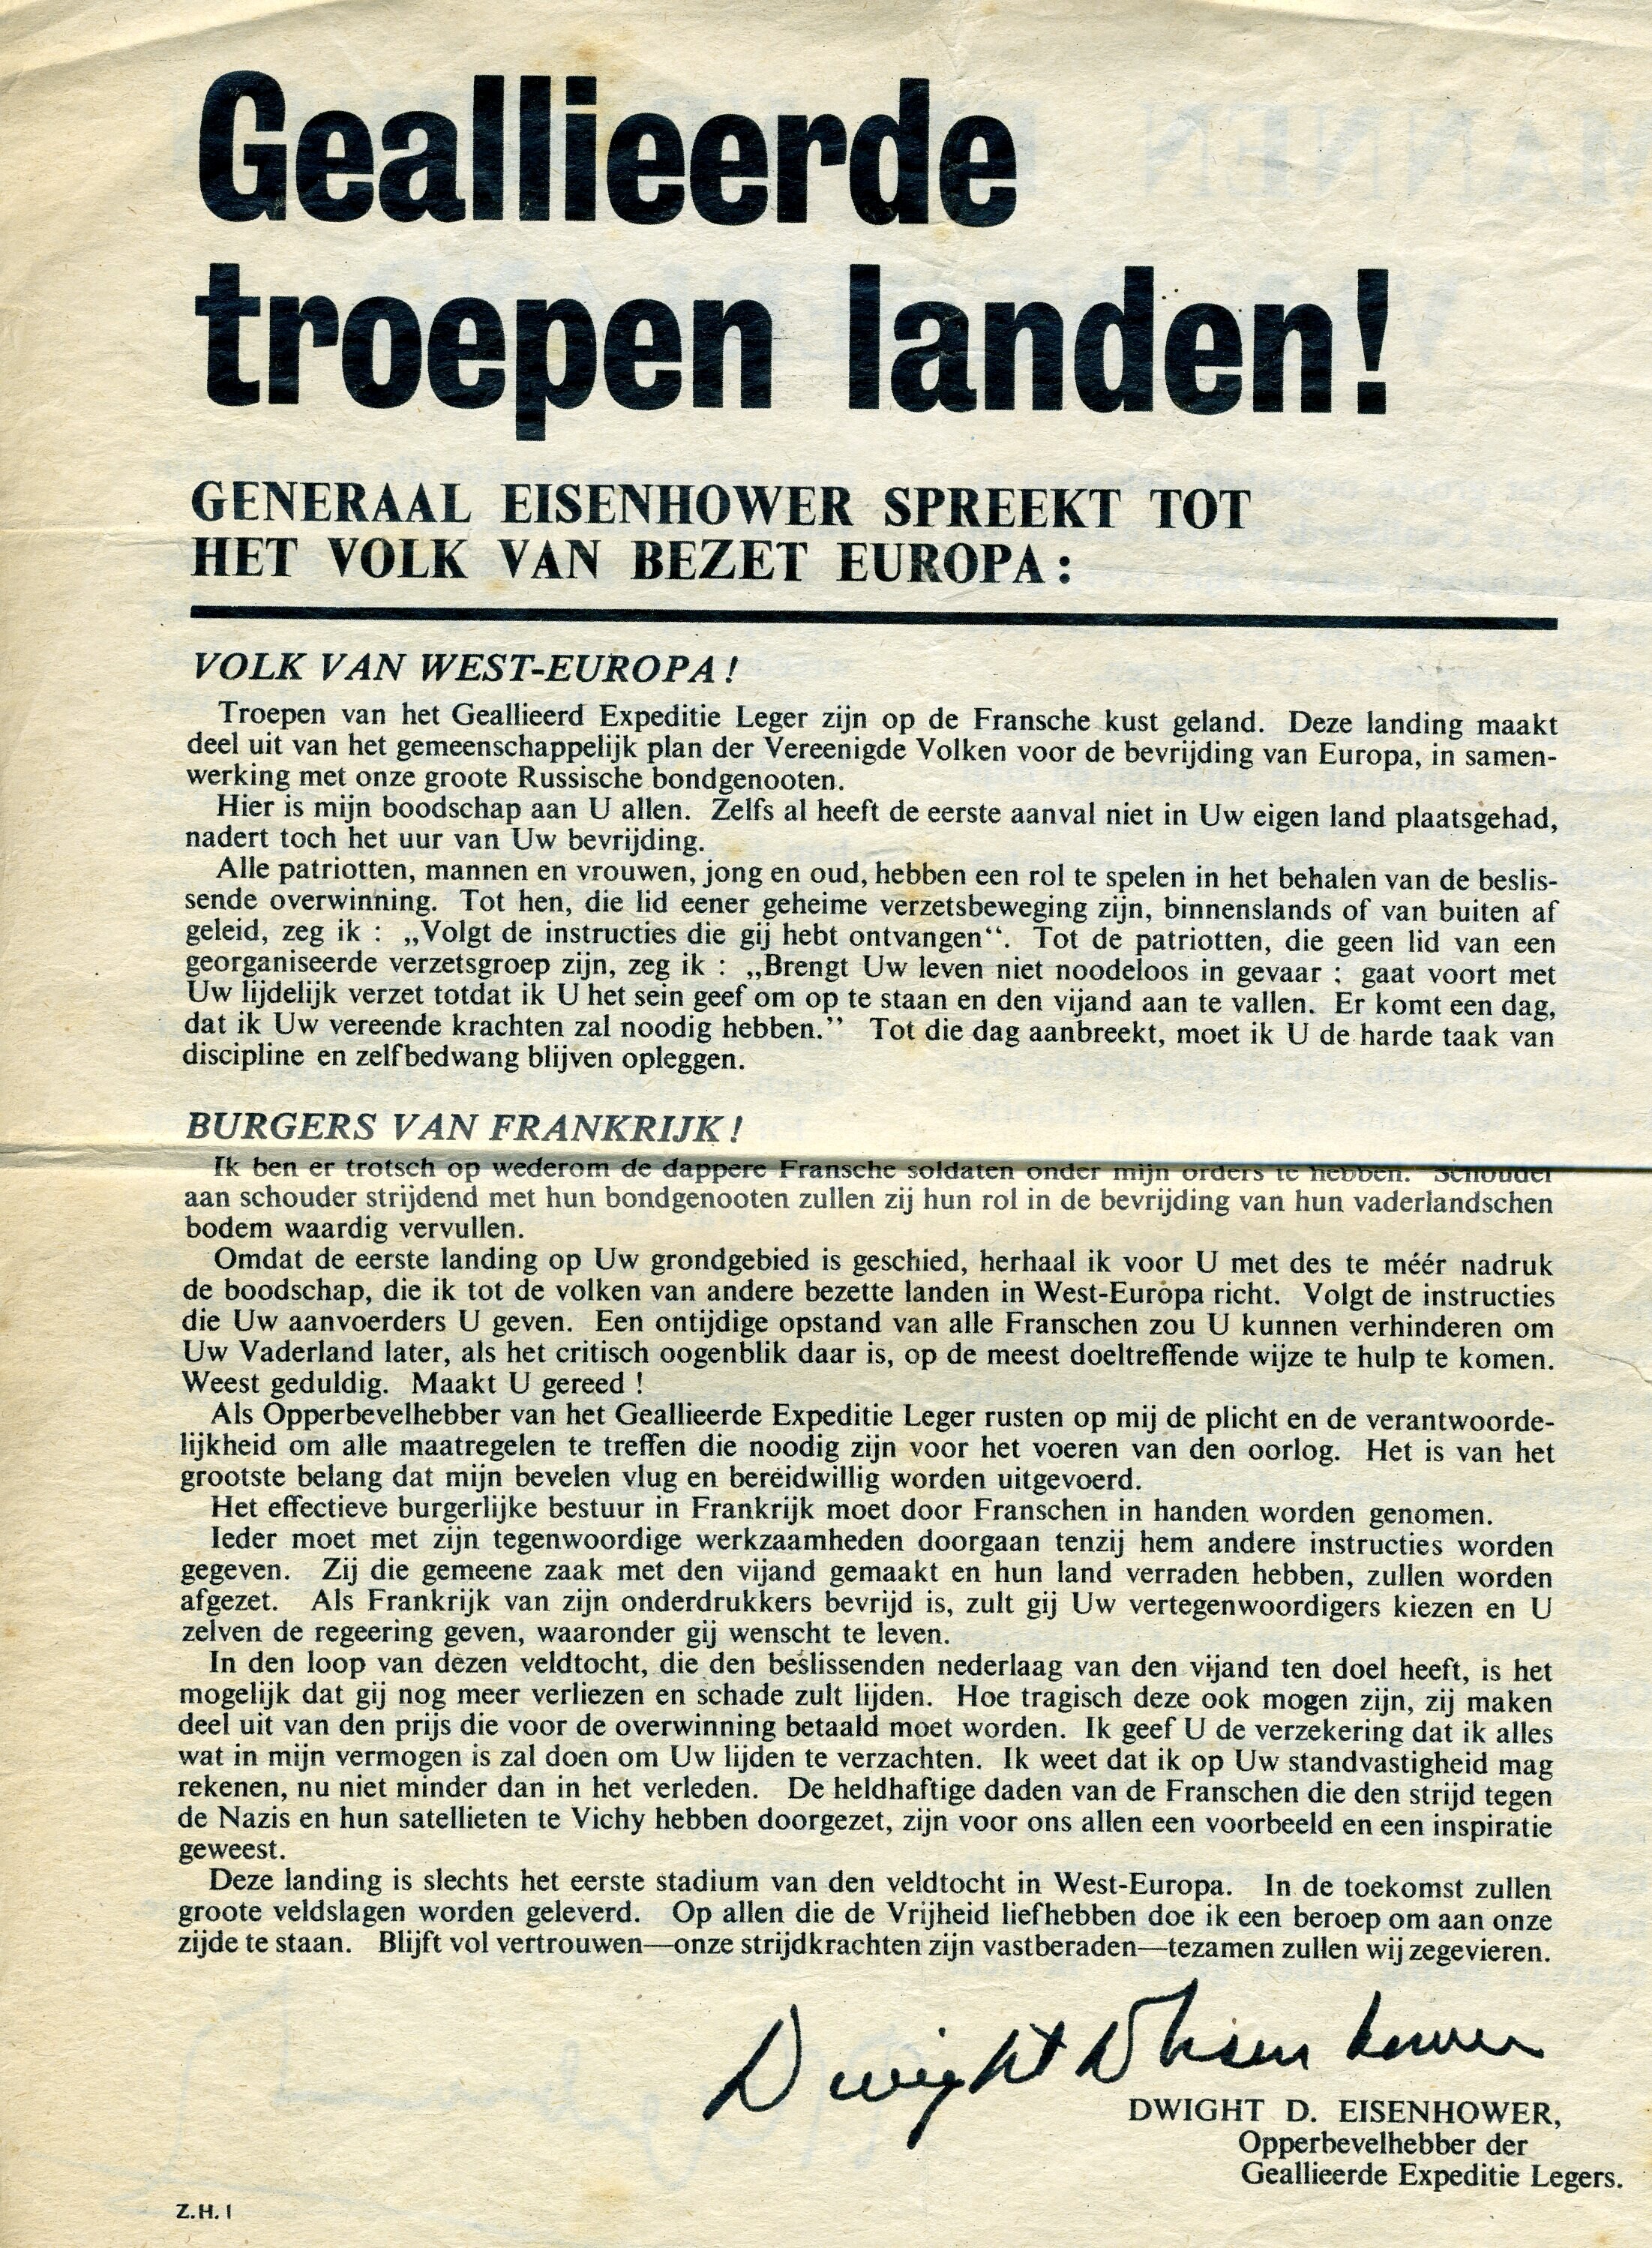 Geallieerde
troepen landen!
GENERAAL EISENHOWER SPREEKT TOT
HET VOLK VAN BEZET EUROPA:
VOLK VAN WEST-EUROPA!
Troepen van het Geallieerd Expeditie Leger zijn op de Fransche kust geland. Deze landing maakt
deel uit van het gemeenschappelijk plan der Vereenigde Volken voor de bevrijding van Europa, in samen-
werking met onze groote Russische bondgenooten.
Hier is mijn boodschap aan U allen. Zelfs al heeft de eerste aanval niet in Uw eigen land plaatsgehad,
nadert toch het uur van Uw bevrijding.
Alle patriotten, mannen en vrouwen, jong en oud, hebben een rol te spelen in het behalen van de beslis-
sende overwinning. Tot hen, die lid eener geheime verzetsbeweging zijn, binnenslands of van buiten af
geleid, zeg ik : „Volgt de instructies die gij hebt ontvangen“. Tot de patriotten, die geen lid van een
georganiseerde verzetsgroep zijn, zeg ik : „Brengt Uw leven niet noodeloos in gevaar ; gaat voort met
Uw lijdelijk verzet totdat ik U het sein geef om op te staan en den vijand aan te vallen. Er komt een dag,
dat ik Uw vereende krachten zal noodig hebben.” Tot die dag aanbreekt, moet ik U de harde taak van
discipline en zelfbedwang blijven opleggen.
BURGERS VAN FRANKRIJK!
Ik ben er trotsch op wederom de dappere Fransche soldaten onder mijn orders te hebben. Schouder
aan schouder strijdend met hun bondgenooten zullen zij hun rol in de bevrijding van hun vaderlandschen
bodem waardig vervullen.
Omdat de eerste landing op Uw grondgebied is geschied, herhaal ik voor U met des te méér nadruk
de boodschap, die ik tot de volken van andere bezette landen in West-Europa richt. Volgt de instructies
die Uw aanvoerders U geven. Een ontijdige opstand van alle Franschen zou U kunnen verhinderen om
Uw Vaderland later, als het critisch oogenblik daar is, op de meest doeltreffende wijze te hulp te komen.
Weest geduldig. Maakt U gereed !
Als Opperbevelhebber van het Geallieerde Expeditie Leger rusten op mij de plicht en de verantwoorde-
lijkheid om alle maatregelen te treffen die noodig zijn voor het voeren van den oorlog. Het is van het
grootste belang dat mijn bevelen vlug en bereidwillig worden uitgevoerd.
Het effectieve burgerlijke bestuur in Frankrijk moet door Franschen in handen worden genomen.
Ieder moet met zijn tegenwoordige werkzaamheden doorgaan tenzij hem andere instructies worden
gegeven. Zij die gemeene zaak met den vijand gemaakt en hun land verraden hebben, zullen worden
afgezet. Als Frankrijk van zijn onderdrukkers bevrijd is, zult gij Uw vertegenwoordigers kiezen en U
zelven de regeering geven, waaronder gij wenscht te leven.
In den loop van dezen veldtocht, die den beslissenden nederlaag van den vijand ten doel heeft, is het
mogelijk dat gij nog meer verliezen en schade zult lijden. Hoe tragisch deze ook mogen zijn, zij maken
deel uit van den prijs die voor de overwinning betaald moet worden. Ik geef U de verzekering dat ik alles
wat in mijn vermogen is zal doen om Uw lijden te verzachten. Ik weet dat ik op Uw standvastigheid mag
rekenen, nu niet minder dan in het verleden. De heldhaftige daden van de Franschen die den strijd tegen
de Nazis en hun satellieten te Vichy hebben doorgezet, zijn voor ons allen een voorbeeld en een inspiratie
geweest.
Deze landing is slechts het eerste stadium van den veldtocht in West-Europa. In de toekomst zullen
groote veldslagen worden geleverd. Op allen die de Vrijheid liefhebben doe ik een beroep om aan onze
zijde te staan. Blijft vol vertrouwen—onze strijdkrachten zijn vastberaden—tezamen zullen wij zegevieren.
Dwight D Eisenhower
DWIGHT D. EISENHOWER,
Opperbevelhebber der
Geallieerde Expeditie Legers.
Z.H.1